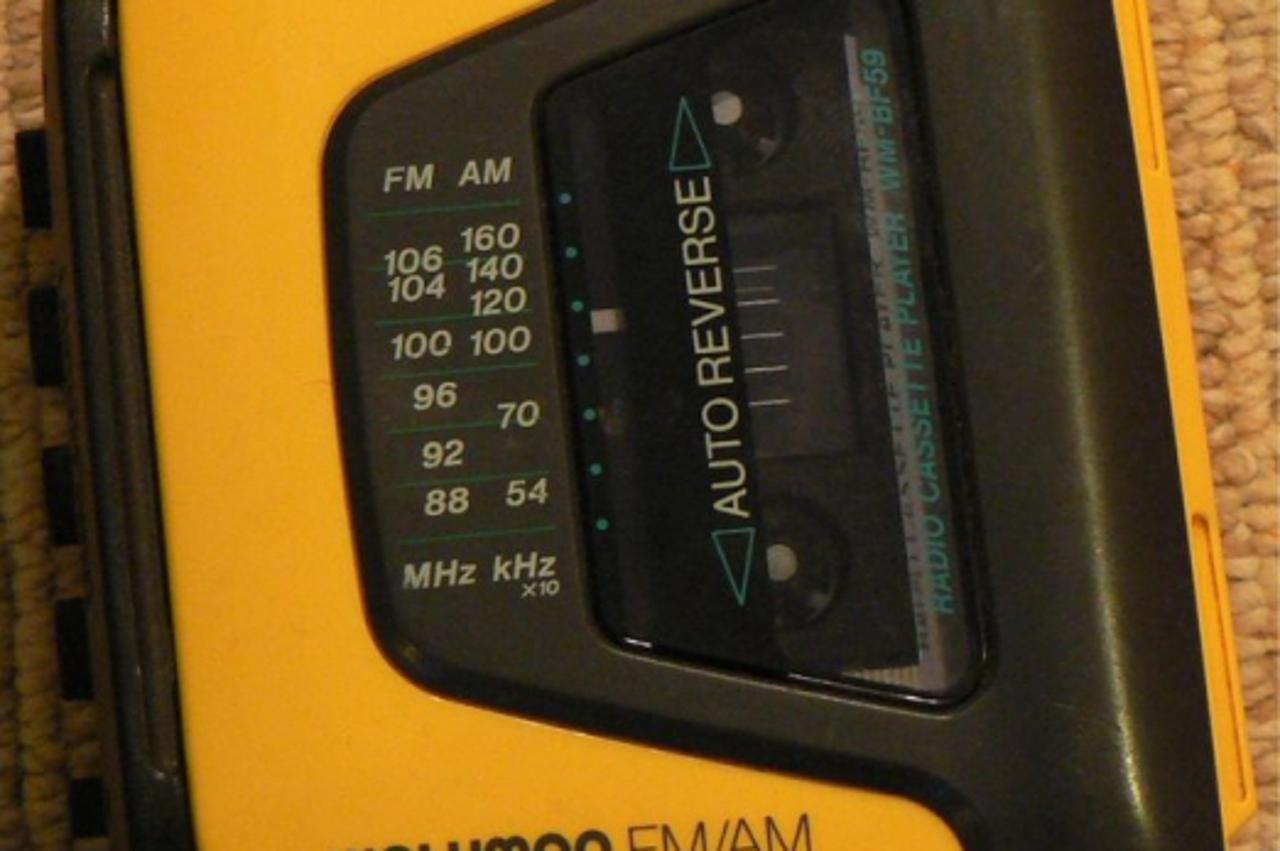 FM AM
160
106 140
104 120
100 100
96
70
92
88 54
MHz kHz
x10
AUTO REVERSE
RADIO CASSETTE PLAYER WM-BF59
FM/AM